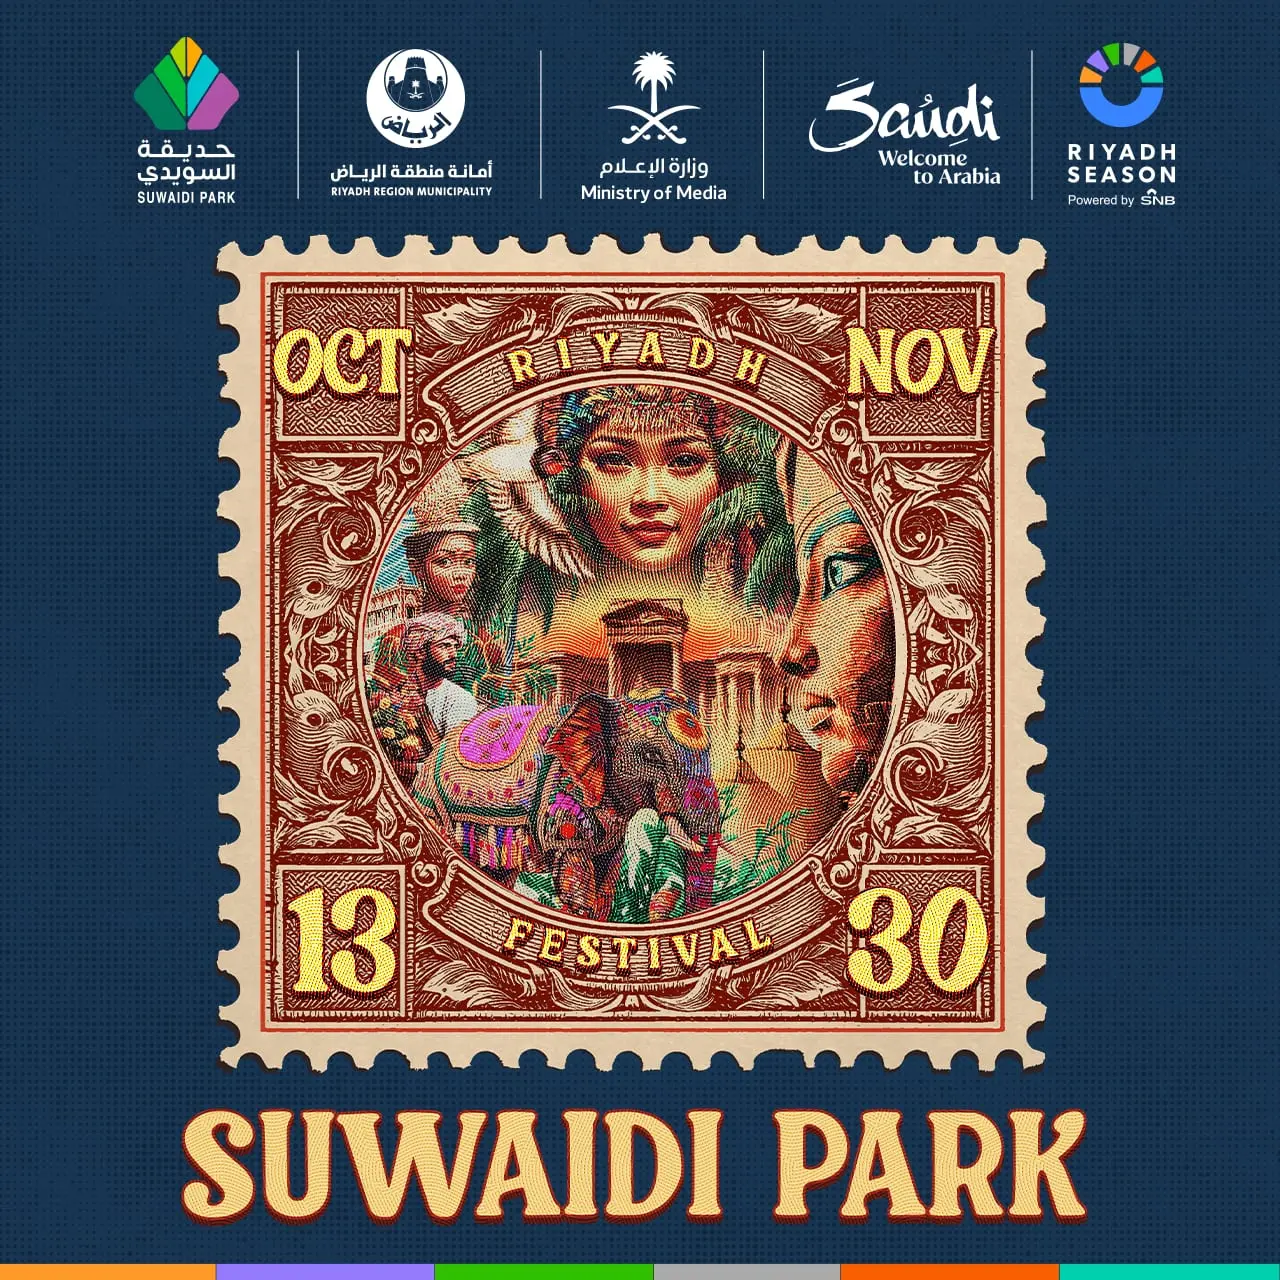 حديقة
السويدي
SUWAIDI PARK
الرياض
أمانة منطقة الرياض
RIYADH REGION MUNICIPALITY
وزارة الإعلام
Ministry of Media
Saudi
Welcome
to Arabia
RIYADH
SEASON
Powered by SNB
OCT
NOV
RIYADH
13
30
FESTIVAL
SUWAIDI PARK